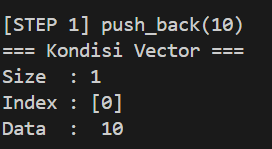 [STEP 1] push_back(10)
=== Kondisi Vector ===
Size  : 1
Index : [0]
Data  :  10